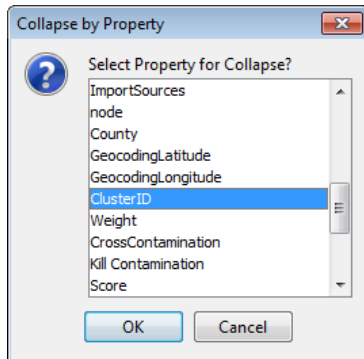 Collapse by Property
Select Property for Collapse?
ImportSources
node
County
GeocodingLatitude
GeocodingLongitude
ClusterID
Weight
CrossContamination
Kill Contamination
Score
OK
Cancel